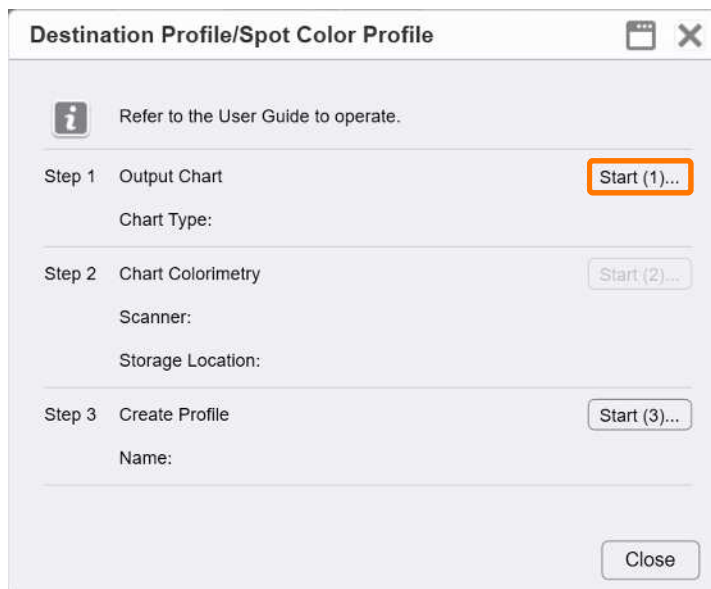 Destination Profile/Spot Color Profile
Refer to the User Guide to operate.
Step 1 Output Chart Start (1)...
Chart Type:
Step 2 Chart Colorimetry Start (2)...
Scanner:
Storage Location:
Step 3 Create Profile Start (3)...
Name:
Close